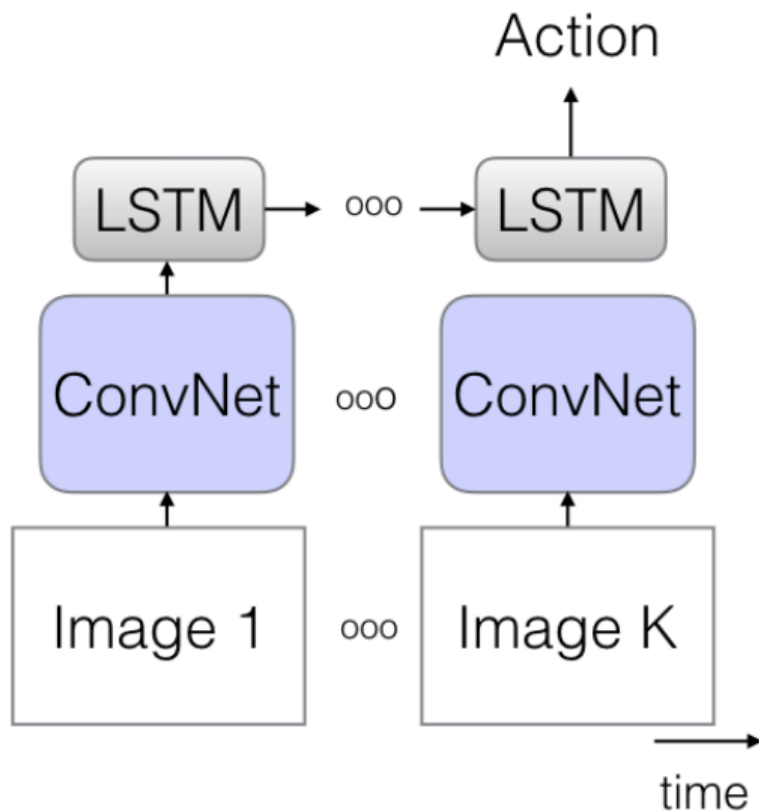 Action
LSTM ooo LSTM
ConvNet ooo ConvNet
Image 1 ooo Image K
time